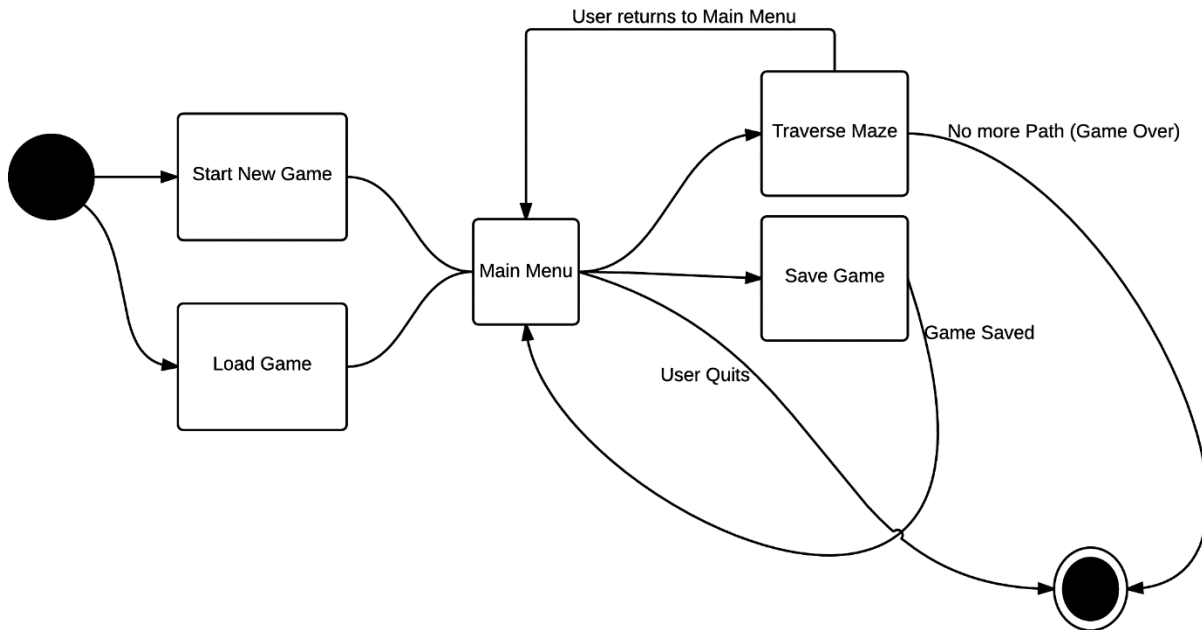 User returns to Main Menu
Traverse Maze
No more Path (Game Over)
Start New Game
Main Menu
Save Game
Game Saved
Load Game
User Quits